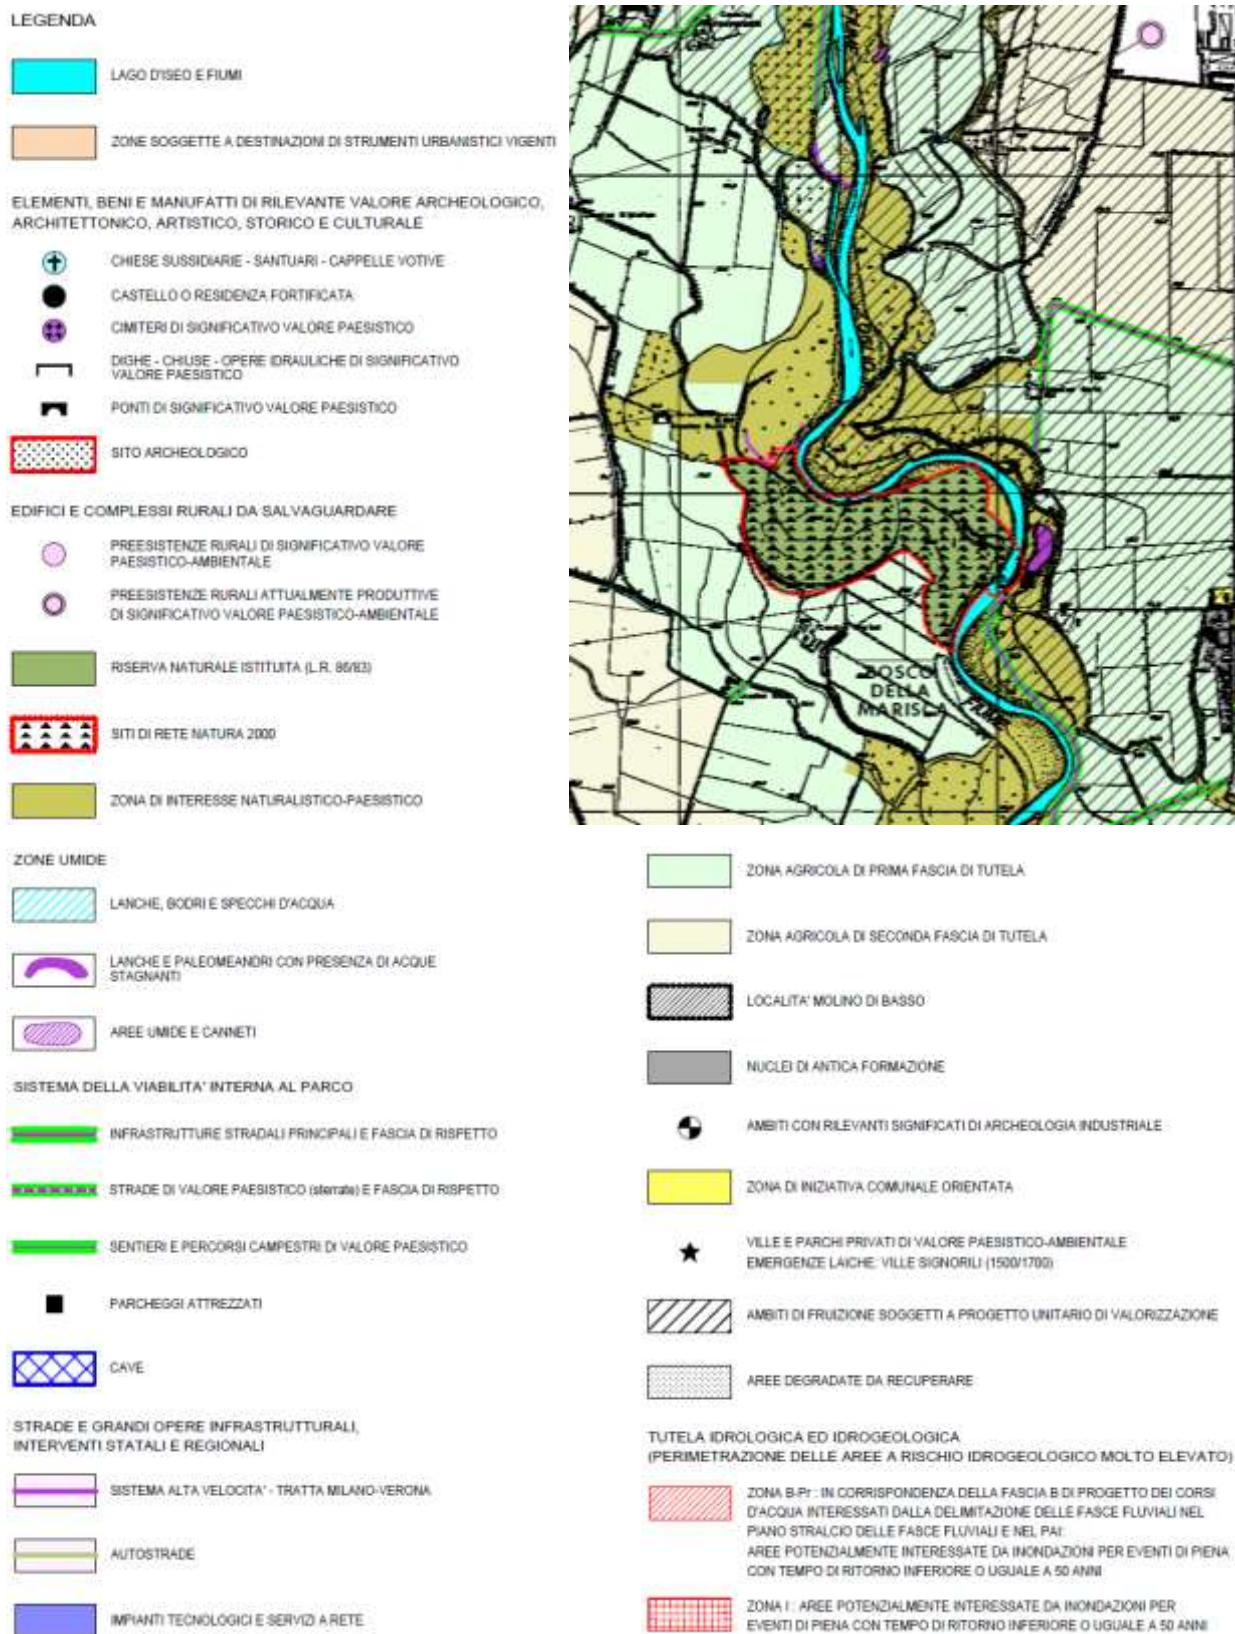 LEGENDA
LAGO D'ISEO E FIUMI
ZONE SOGGETTE A DESTINAZIONI DI STRUMENTI URBANISTICI VIGENTI
ELEMENTI, BENI E MANUFATTI DI RILEVANTE VALORE ARCHEOLOGICO,
ARCHITETTONICO, ARTISTICO, STORICO E CULTURALE
CHIESE SUSSIDIARIE - SANTUARI - CAPPELLE VOTIVE
CASTELLO O RESIDENZA FORTIFICATA
CIMITERI DI SIGNIFICATIVO VALORE PAESISTICO
DIGHE - CHIUSE - OPERE IDRAULICHE DI SIGNIFICATIVO
VALORE PAESISTICO
PONTI DI SIGNIFICATIVO VALORE PAESISTICO
SITO ARCHEOLOGICO
EDIFICI E COMPLESSI RURALI DA SALVAGUARDARE
PREESISTENZE RURALI DI SIGNIFICATIVO VALORE
PAESISTICO-AMBIENTALE
PREESISTENZE RURALI ATTUALMENTE PRODUTTIVE
DI SIGNIFICATIVO VALORE PAESISTICO-AMBIENTALE
RISERVA NATURALE ISTITUITA (L.R. 86/83)
SITI DI RETE NATURA 2000
ZONA DI INTERESSE NATURALISTICO-PAESISTICO
BOSCO
DELLA
MARISCA
FIUME
ZONE UMIDE
LANCHE, BODRI E SPECCHI D'ACQUA
LANCHE E PALEOMEANDRI CON PRESENZA DI ACQUE
STAGNANTI
AREE UMIDE E CANNETI
SISTEMA DELLA VIABILITA' INTERNA AL PARCO
INFRASTRUTTURE STRADALI PRINCIPALI E FASCIA DI RISPETTO
STRADE DI VALORE PAESISTICO (sterrate) E FASCIA DI RISPETTO
SENTIERI E PERCORSI CAMPESTRI DI VALORE PAESISTICO
PARCHEGGI ATTREZZATI
CAVE
STRADE E GRANDI OPERE INFRASTRUTTURALI,
INTERVENTI STATALI E REGIONALI
SISTEMA ALTA VELOCITA' - TRATTA MILANO-VERONA
AUTOSTRADE
IMPIANTI TECNOLOGICI E SERVIZI A RETE
ZONA AGRICOLA DI PRIMA FASCIA DI TUTELA
ZONA AGRICOLA DI SECONDA FASCIA DI TUTELA
LOCALITA' MOLINO DI BASSO
NUCLEI DI ANTICA FORMAZIONE
AMBITI CON RILEVANTI SIGNIFICATI DI ARCHEOLOGIA INDUSTRIALE
ZONA DI INIZIATIVA COMUNALE ORIENTATA
VILLE E PARCHI PRIVATI DI VALORE PAESISTICO-AMBIENTALE
EMERGENZE LAICHE: VILLE SIGNORILI (1500/1700)
AMBITI DI FRUIZIONE SOGGETTI A PROGETTO UNITARIO DI VALORIZZAZIONE
AREE DEGRADATE DA RECUPERARE
TUTELA IDROLOGICA ED IDROGEOLOGICA
(PERIMETRAZIONE DELLE AREE A RISCHIO IDROGEOLOGICO MOLTO ELEVATO)
ZONA B-Pr : IN CORRISPONDENZA DELLA FASCIA B DI PROGETTO DEI CORSI
D'ACQUA INTERESSATI DALLA DELIMITAZIONE DELLE FASCE FLUVIALI NEL
PIANO STRALCIO DELLE FASCE FLUVIALI E NEL PAI:
AREE POTENZIALMENTE INTERESSATE DA INONDAZIONI PER EVENTI DI PIENA
CON TEMPO DI RITORNO INFERIORE O UGUALE A 50 ANNI
ZONA I : AREE POTENZIALMENTE INTERESSATE DA INONDAZIONI PER
EVENTI DI PIENA CON TEMPO DI RITORNO INFERIORE O UGUALE A 50 ANNI